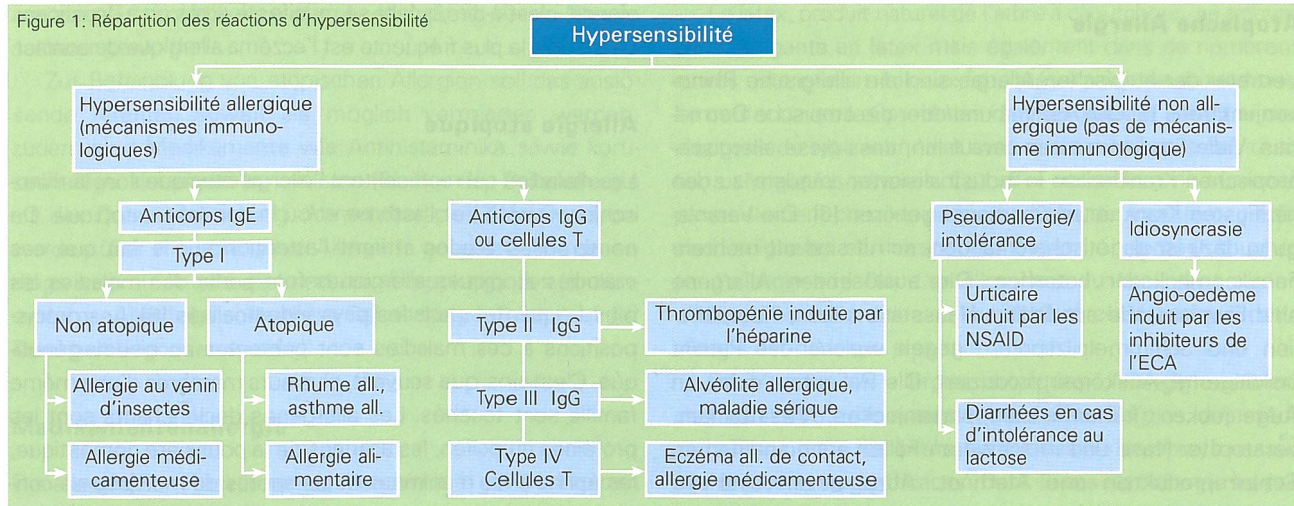 Figure 1: Répartition des réactions d'hypersensibilité
Hypersensibilité
Hypersensibilité allergique
(mécanismes immuno-
logiques)
Hypersensibilité non all-
ergique (pas de mécanis-
me immunologique)
Anticorps IgE
Anticorps IgG
ou cellules T
Pseudoallergie/
intolérance
Idiosyncrasie
Type I
Non atopique
Atopique
Type II IgG
Thrombopénie induite par
l'héparine
Urticaire
induit par les
NSAID
Angio-oedème
induit par les
inhibiteurs de
l'ECA
Allergie au venin
d'insectes
Rhume all.,
asthme all.
Type III IgG
Alvéolite allergique,
maladie sérique
Diarrhées en cas
d'intolérance au
lactose
Allergie médi-
camenteuse
Allergie ali-
mentaire
Type IV
Cellules T
Eczéma all. de contact,
allergie médicamenteuse